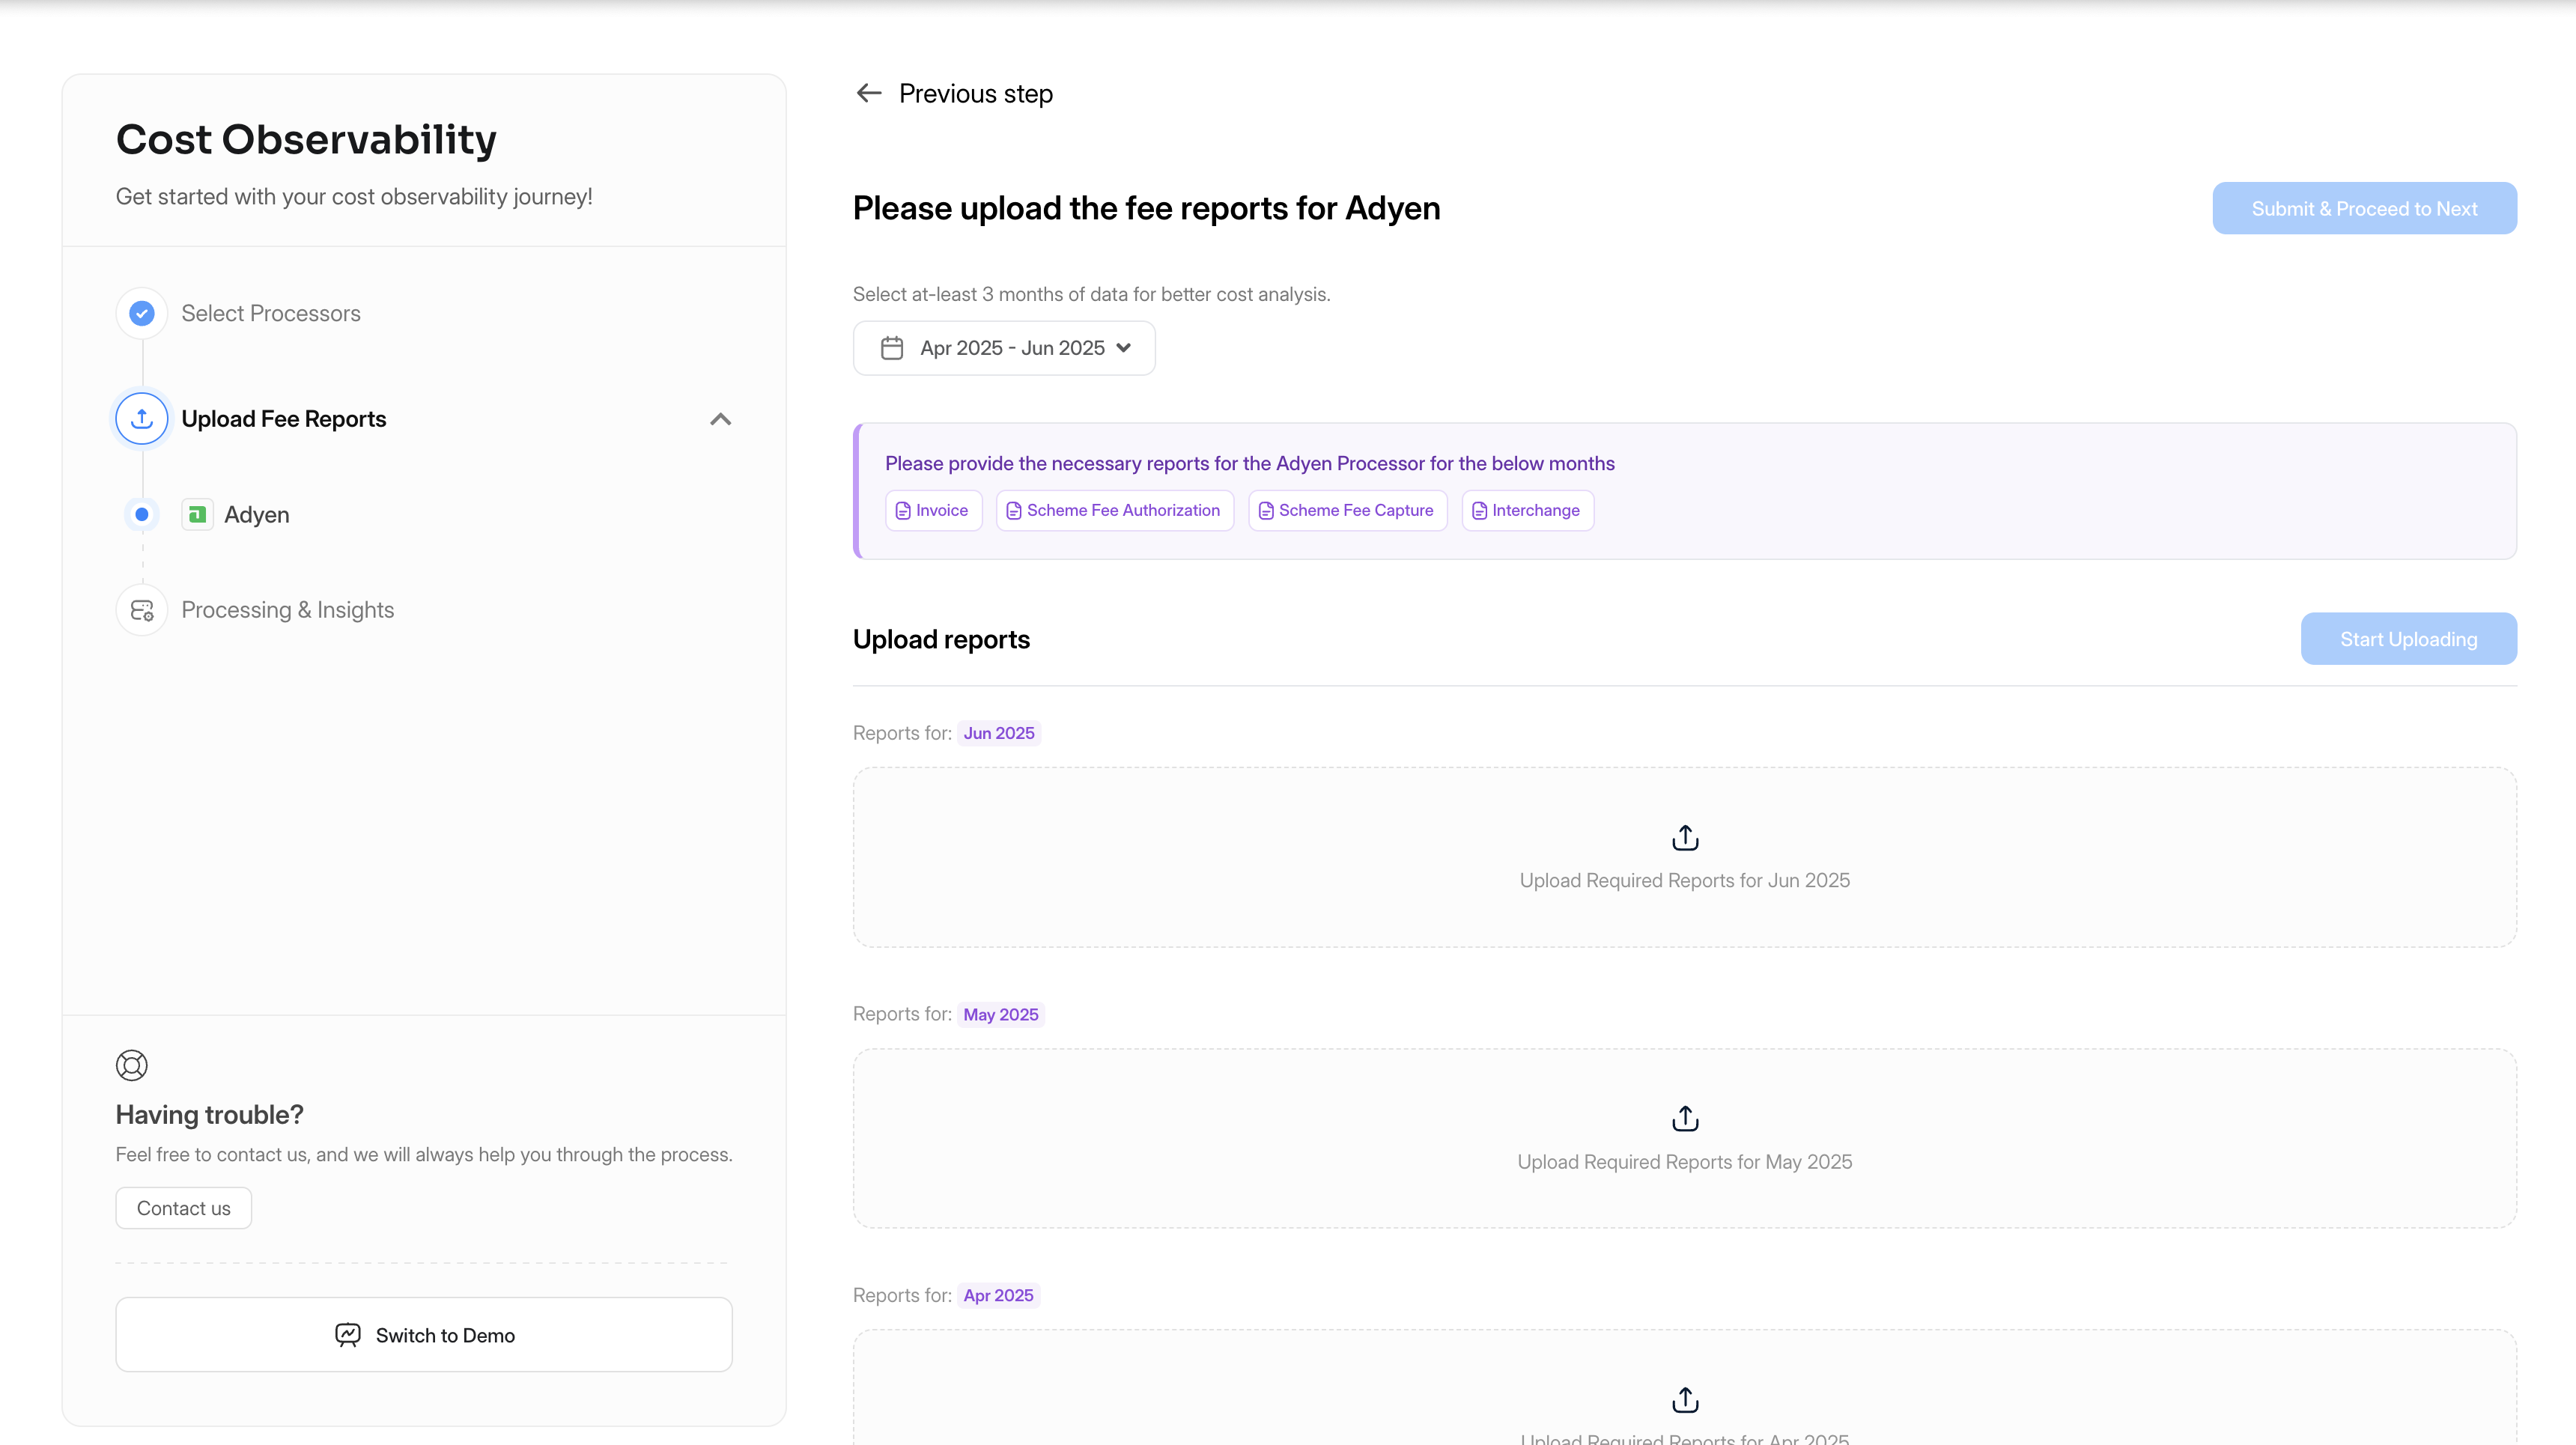 Cost Observability
Get started with your cost observability journey!
Select Processors
Upload Fee Reports
Adyen
Processing & Insights
Having trouble?
Feel free to contact us, and we will always help you through the process.
Contact us
Switch to Demo
Previous step
Please upload the fee reports for Adyen
Submit & Proceed to Next
Select at-least 3 months of data for better cost analysis.
Apr 2025 - Jun 2025
Please provide the necessary reports for the Adyen Processor for the below months
Invoice
Scheme Fee Authorization
Scheme Fee Capture
Interchange
Upload reports
Start Uploading
Reports for: Jun 2025
Upload Required Reports for Jun 2025
Reports for: May 2025
Upload Required Reports for May 2025
Reports for: Apr 2025
Upload Required Reports for Apr 2025